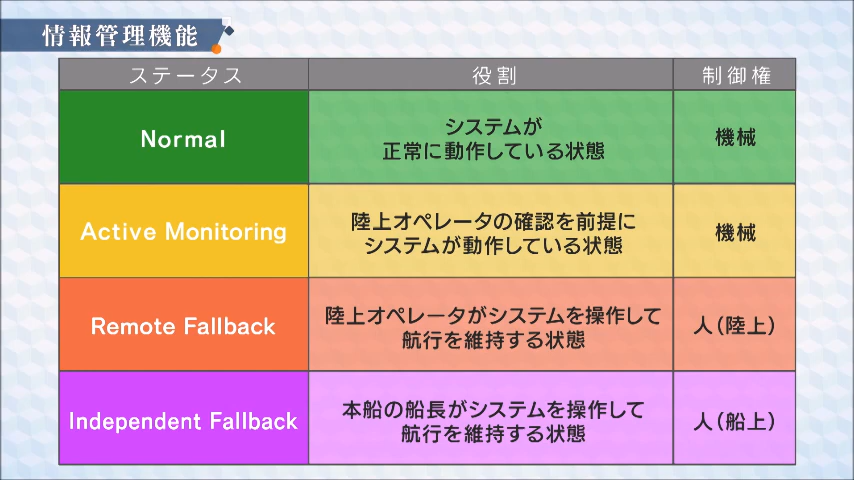 情報管理機能
ステータス 役割 制御権
Normal
システムが
正常に動作している状態
機械
Active Monitoring
陸上オペレータの確認を前提に
システムが動作している状態
機械
Remote Fallback
陸上オペレータがシステムを操作して
航行を維持する状態
人(陸上)
Independent Fallback
本船の船長がシステムを操作して
航行を維持する状態
人(船上)